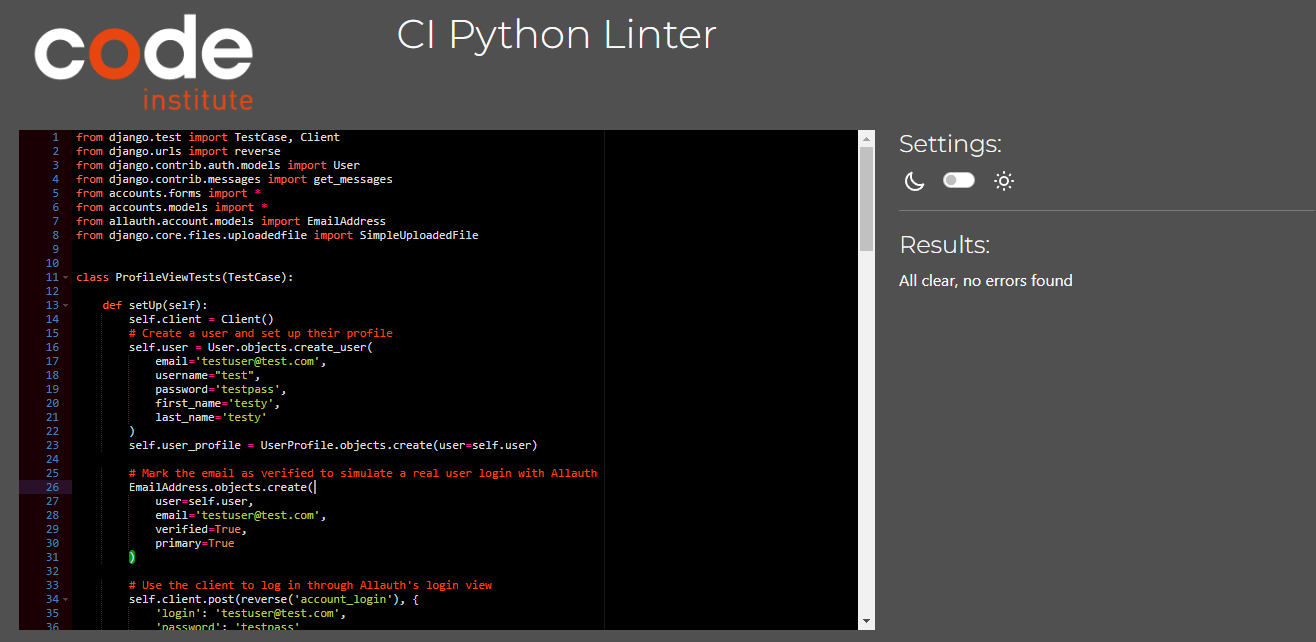 code
institute
CI Python Linter
1 from django.test import TestCase, Client
2 from django.urls import reverse
3 from django.contrib.auth.models import User
4 from django.contrib.messages import get_messages
5 from accounts.forms import *
6 from accounts.models import *
7 from allauth.account.models import EmailAddress
8 from django.core.files.uploadedfile import SimpleUploadedFile
9
10
11 class ProfileViewTests(TestCase):
12
13     def setUp(self):
14         self.client = Client()
15         # Create a user and set up their profile
16         self.user = User.objects.create_user(
17             email='testuser@test.com',
18             username="test",
19             password='testpass',
20             first_name='testy',
21             last_name='testy'
22         )
23         self.user_profile = UserProfile.objects.create(user=self.user)
24
25         # Mark the email as verified to simulate a real user login with Allauth
26         EmailAddress.objects.create(
27             user=self.user,
28             email='testuser@test.com',
29             verified=True,
30             primary=True
31         )
32
33         # Use the client to log in through Allauth's login view
34         self.client.post(reverse('account_login'), {
35             'login': 'testuser@test.com',
36             'password': 'testpass'
Settings:
Results:
All clear, no errors found